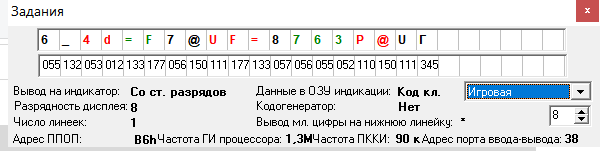 Задания x
6 _ 4 d = F 7 @ U F = 8 7 6 3 P @ U Г
055 132 053 012 133 177 056 150 111 177 133 057 056 055 052 110 150 111 345
Вывод на индикатор: Со ст. разрядов Данные в ОЗУ индикации: Код кл. Игровая
Разрядность дисплея: 8 Кодогенератор: Нет 8
Число линеек: 1 Вывод мл. цифры на нижнюю линейку: *
Адрес ППОП: B6h Частота ГИ процессора: 1,3М Частота ПККИ: 90 к Адрес порта ввода-вывода: 38